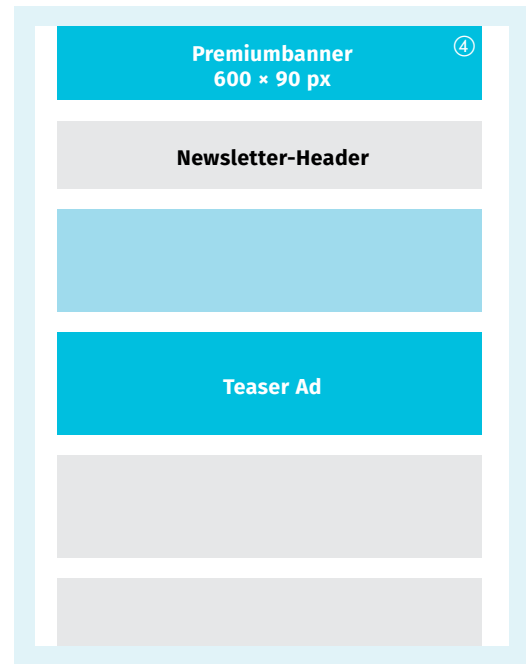 Premiumbanner
④
600 × 90 px
Newsletter-Header
Teaser Ad